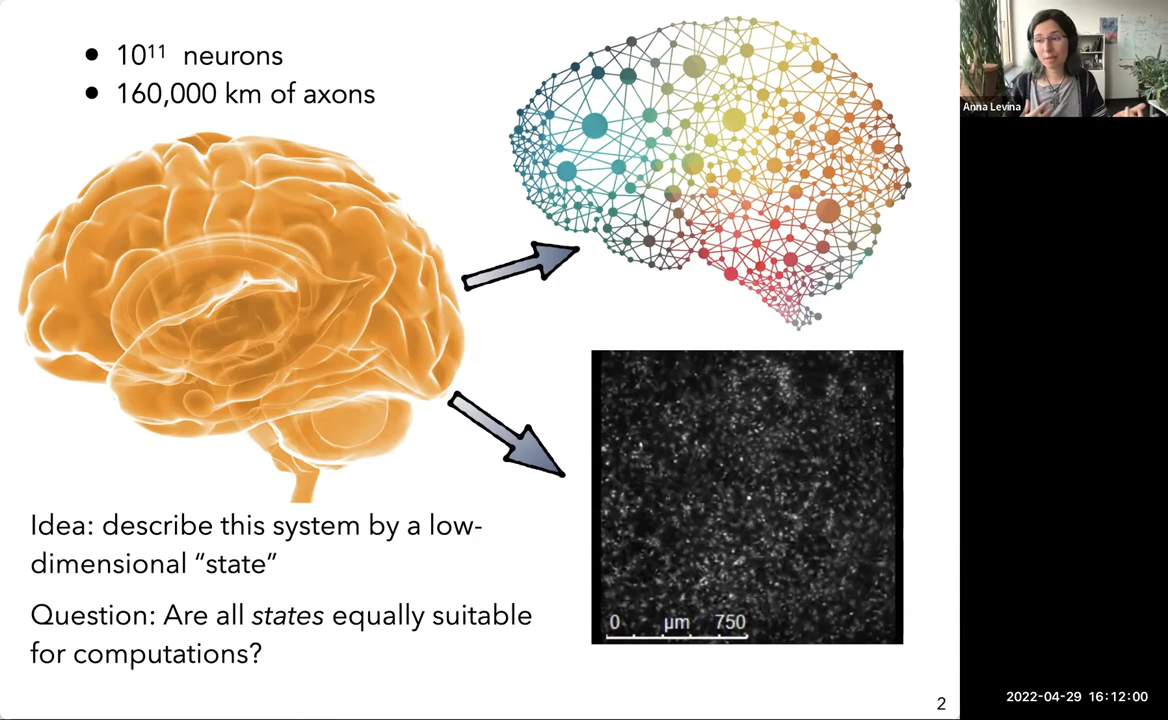 ● 10¹¹ neurons
● 160,000 km of axons
Anna Levina
Idea: describe this system by a low-
dimensional “state”
Question: Are all states equally suitable
for computations?
0 µm 750
2
2022-04-29 16:12:00